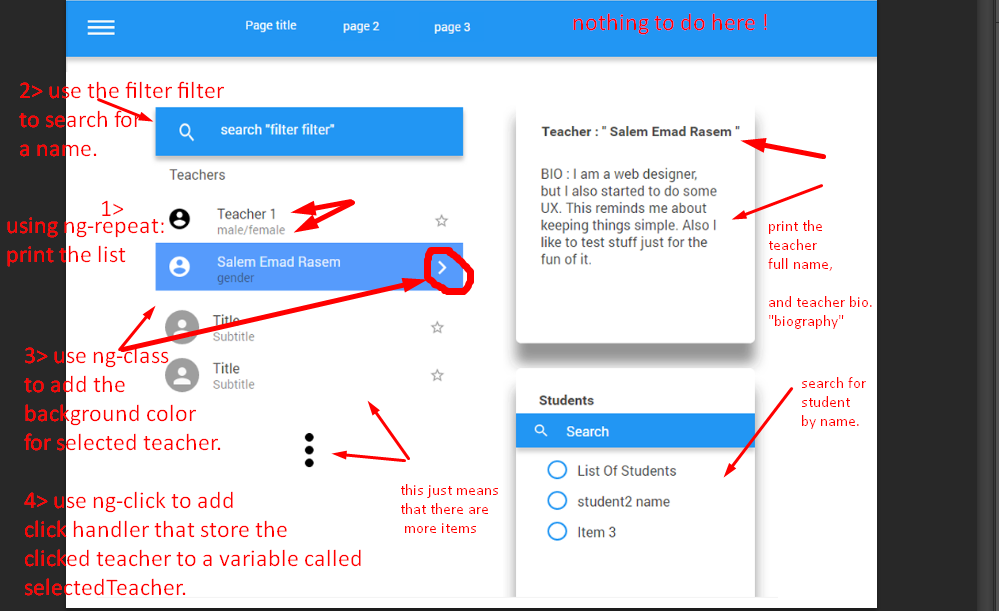 Page title
page 2
page 3
nothing to do here !
2> use the filter filter
to search for
a name.
search "filter filter"
Teachers
1>
using ng-repeat:
print the list
Teacher 1
male/female
Salem Emad Rasem
gender
Title
Subtitle
Title
Subtitle
3> use ng-class
to add the
background color
for selected teacher.
4> use ng-click to add
click handler that store the
clicked teacher to a variable called
selectedTeacher.
this just means
that there are
more items
Teacher : " Salem Emad Rasem "
BIO : I am a web designer,
but I also started to do some
UX. This reminds me about
keeping things simple. Also I
like to test stuff just for the
fun of it.
print the
teacher
full name,
and teacher bio.
"biography"
Students
Search
List Of Students
student2 name
Item 3
search for
student
by name.